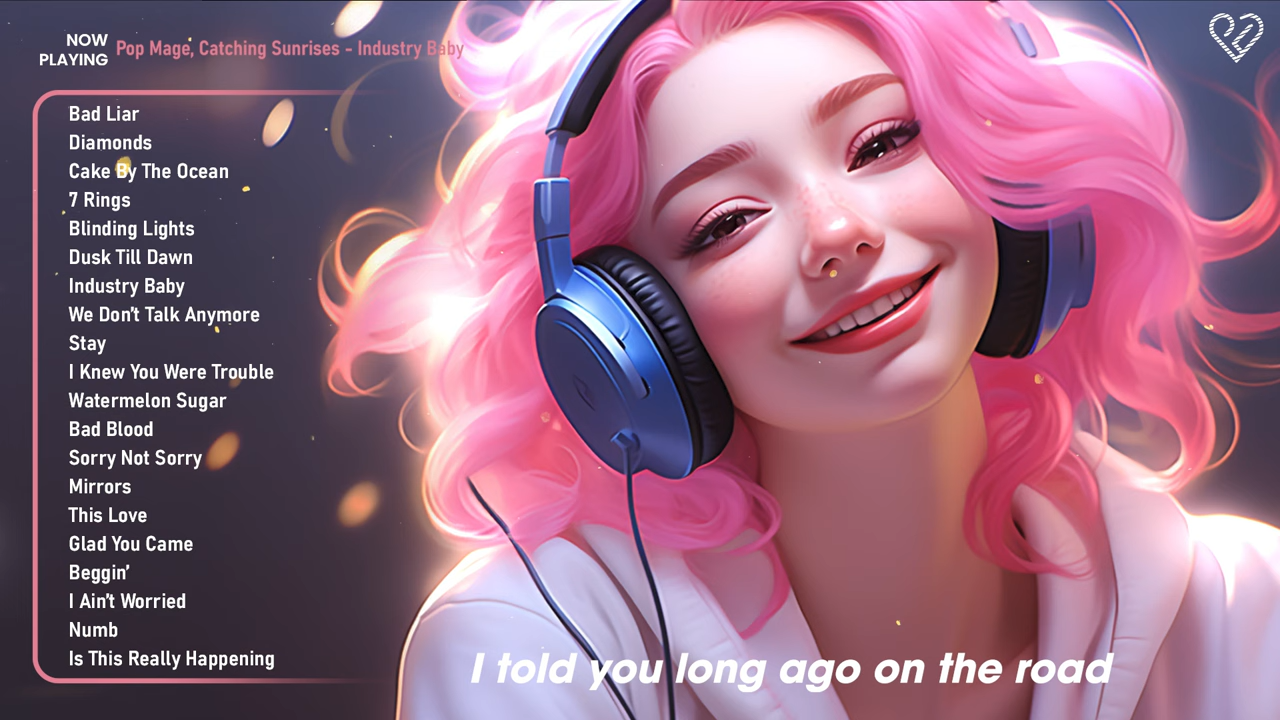 NOW
PLAYING
Pop Mage, Catching Sunrises - Industry Baby
Bad Liar
Diamonds
Cake By The Ocean
7 Rings
Blinding Lights
Dusk Till Dawn
Industry Baby
We Don't Talk Anymore
Stay
I Knew You Were Trouble
Watermelon Sugar
Bad Blood
Sorry Not Sorry
Mirrors
This Love
Glad You Came
Beggin'
I Ain't Worried
Numb
Is This Really Happening
I told you long ago on the road